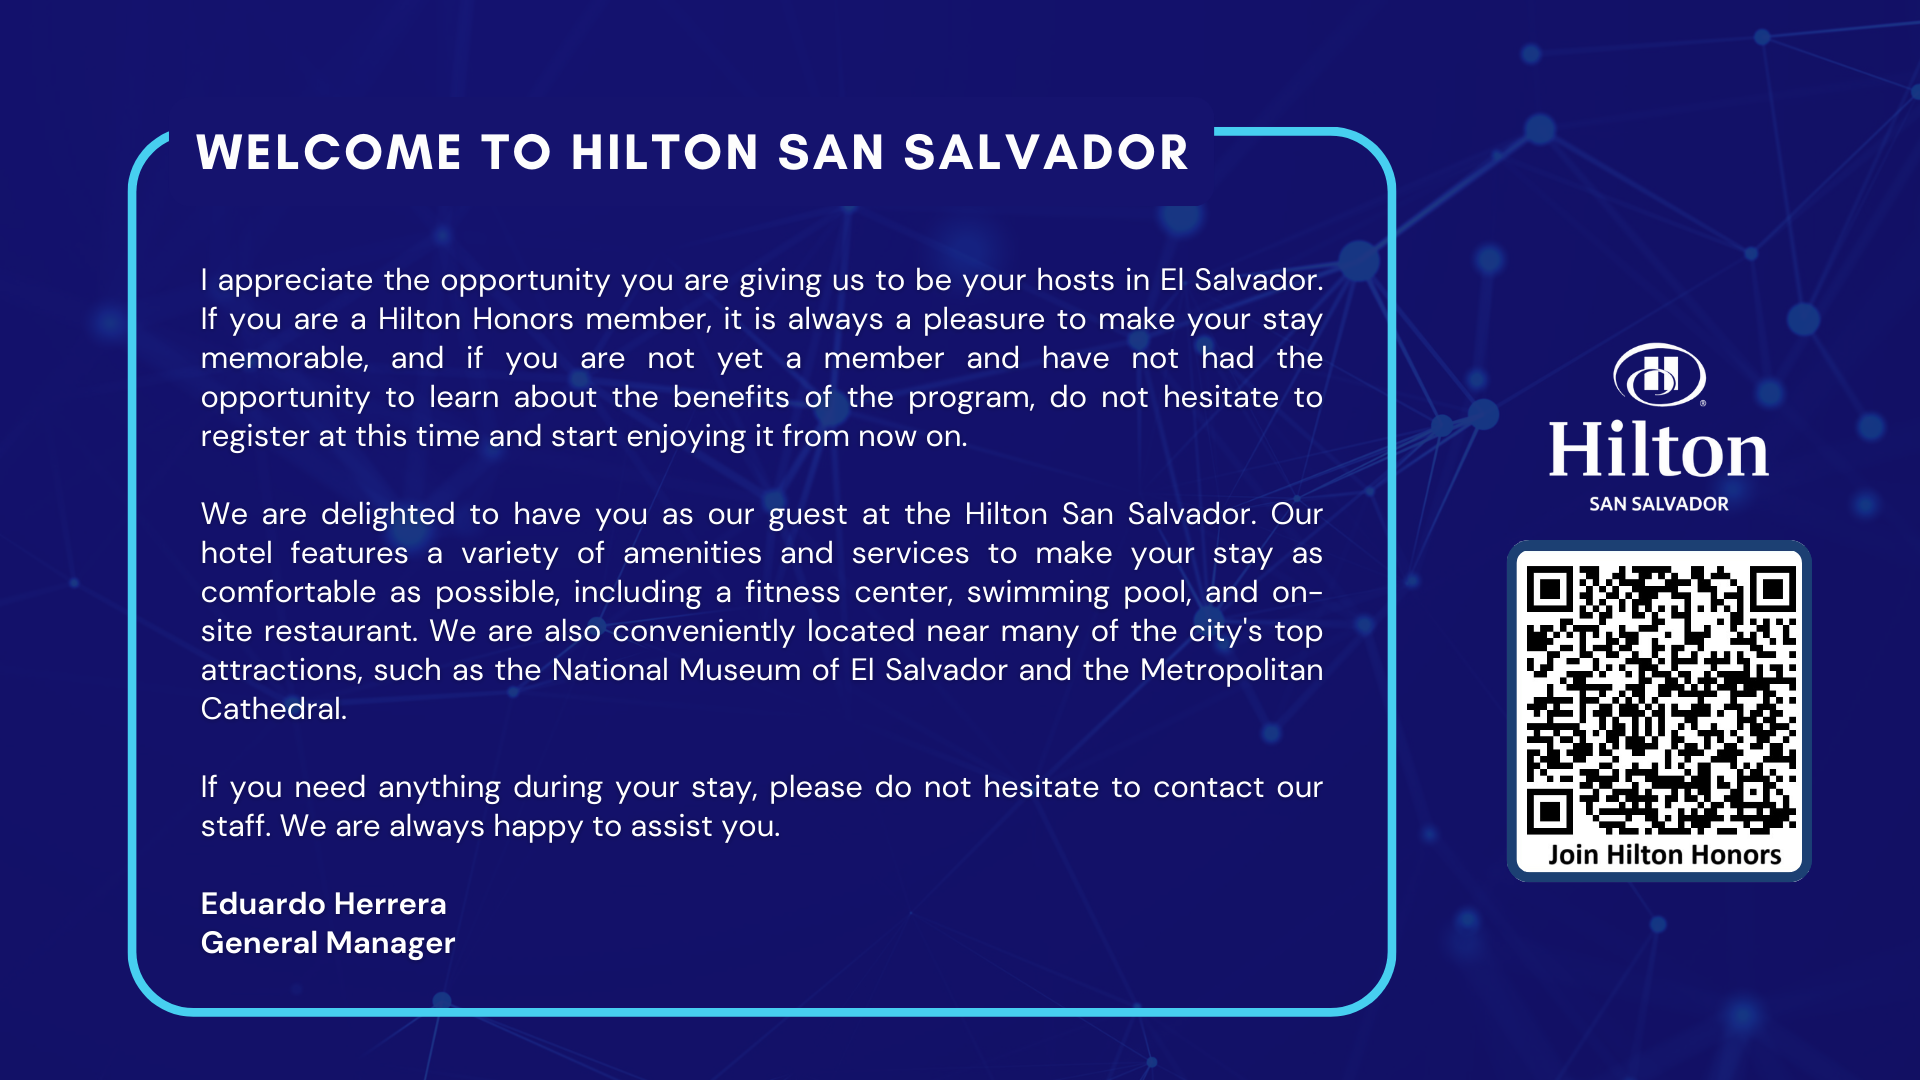 WELCOME TO HILTON SAN SALVADOR
I appreciate the opportunity you are giving us to be your hosts in El Salvador.
If you are a Hilton Honors member, it is always a pleasure to make your stay
memorable, and if you are not yet a member and have not had the
opportunity to learn about the benefits of the program, do not hesitate to
register at this time and start enjoying it from now on.
We are delighted to have you as our guest at the Hilton San Salvador. Our
hotel features a variety of amenities and services to make your stay as
comfortable as possible, including a fitness center, swimming pool, and on-
site restaurant. We are also conveniently located near many of the city's top
attractions, such as the National Museum of El Salvador and the Metropolitan
Cathedral.
If you need anything during your stay, please do not hesitate to contact our
staff. We are always happy to assist you.
Eduardo Herrera
General Manager
®
Hilton
SAN SALVADOR
Join Hilton Honors